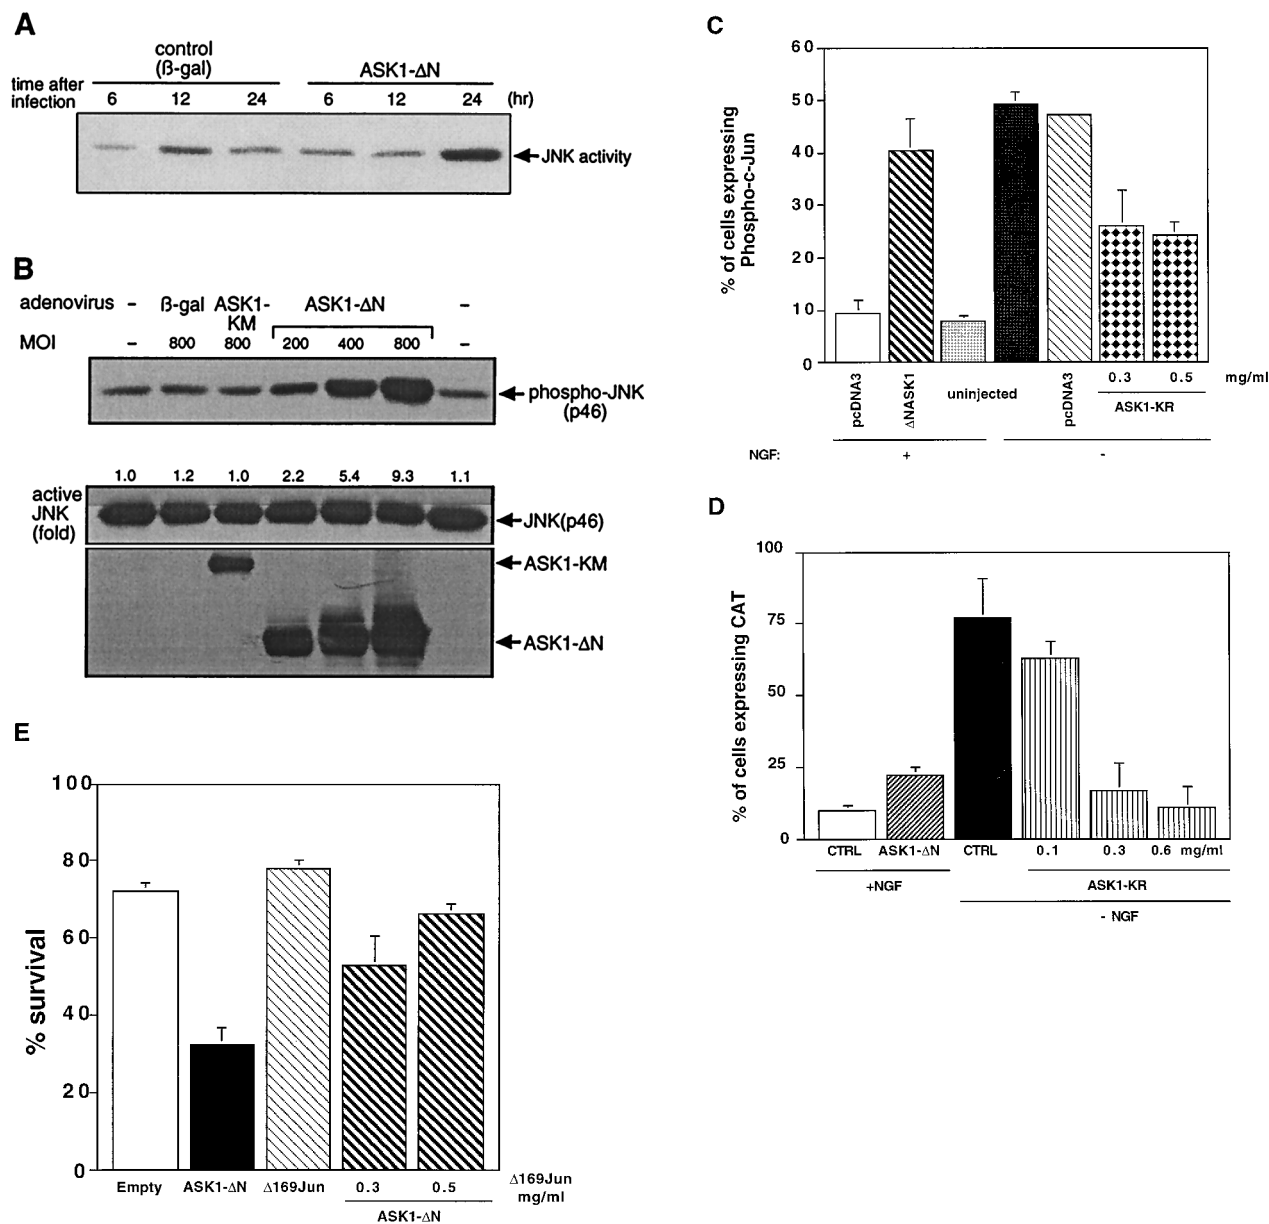 A
control
(ß-gal)
ASK1-ΔN
time after
infection
6 12 24 6 12 24 (hr)
JNK activity
B
adenovirus – ß-gal ASK1-KM ASK1-ΔN –
MOI – 800 800 200 400 800 –
phospho-JNK
(p46)
1.0 1.2 1.0 2.2 5.4 9.3 1.1
active
JNK
(fold)
JNK(p46)
ASK1-KM
ASK1-ΔN
C
% of cells expressing
Phospho-c-Jun
60
50
40
30
20
10
0
pcDNA3 ΔNASK1 uninjected pcDNA3 0.3 0.5 mg/ml
ASK1-KR
NGF: + -
D
% of cells expressing CAT
100
75
50
25
0
CTRL ASK1-ΔN CTRL 0.1 0.3 0.6 mg/ml
+NGF ASK1-KR
- NGF
E
% survival
100
80
60
40
20
0
Empty ASK1-ΔN Δ169Jun 0.3 0.5 Δ169Jun
mg/ml
ASK1-ΔN